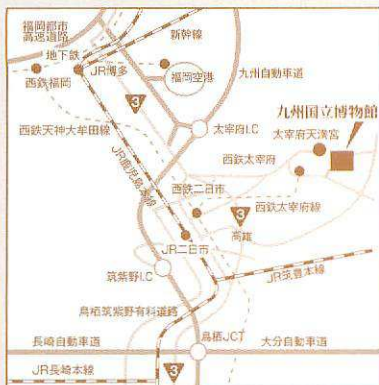 福岡都市
高速道路
新幹線
地下鉄
JR博多
福岡空港
九州自動車道
西鉄福岡
3
九州国立博物館
西鉄天神大牟田線
太宰府I.C
太宰府天満宮
西鉄太宰府
JR鹿児島本線
西鉄二日市
西鉄太宰府線
3
高雄
JR二日市
筑紫野I.C
JR筑豊本線
鳥栖筑紫野有料道路
長崎自動車道
鳥栖JCT
大分自動車道
JR長崎本線
3